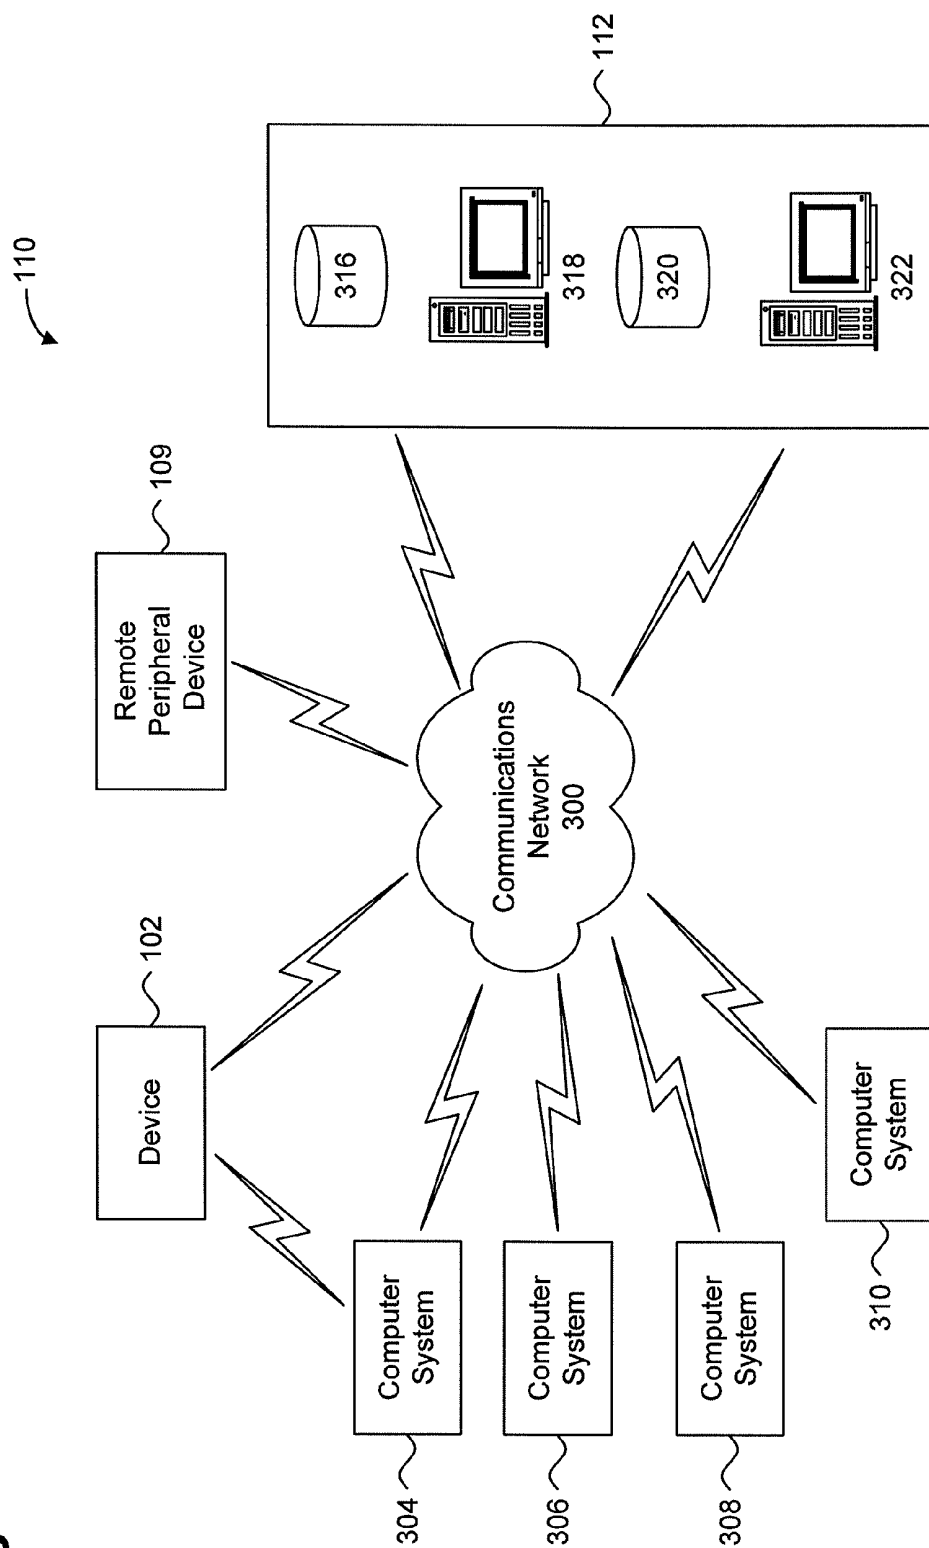 110
Device
102
Remote
Peripheral
Device
109
112
316
318
320
322
Communications
Network
300
Computer
System
304
Computer
System
306
Computer
System
308
Computer
System
310